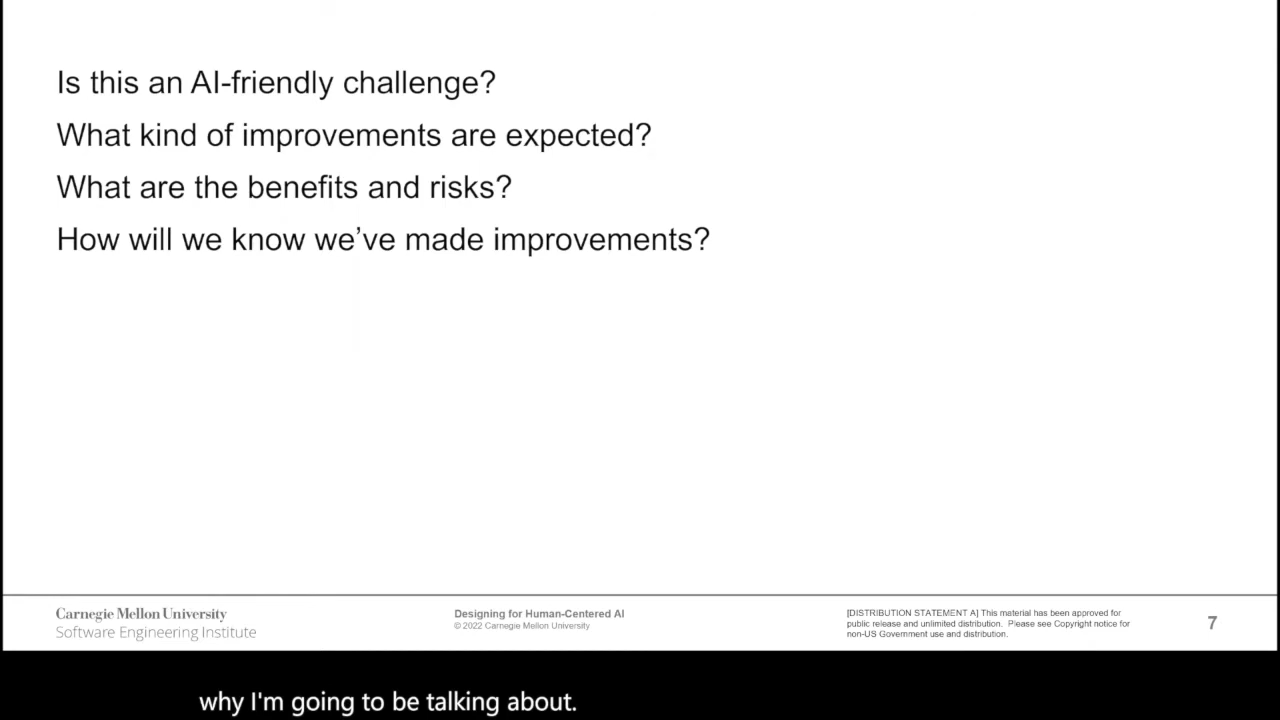 Is this an AI-friendly challenge?
What kind of improvements are expected?
What are the benefits and risks?
How will we know we’ve made improvements?
Carnegie Mellon University
Software Engineering Institute
Designing for Human-Centered AI
© 2022 Carnegie Mellon University
[DISTRIBUTION STATEMENT A] This material has been approved for
public release and unlimited distribution.  Please see Copyright notice for
non-US Government use and distribution.
7
why I'm going to be talking about.